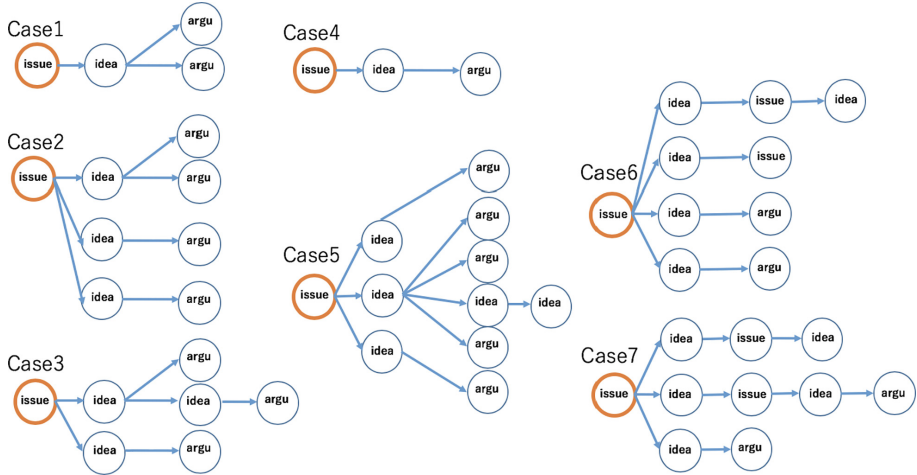 Case1
issue idea argu
argu
Case2
issue idea argu
argu
idea argu
idea argu
Case3
issue idea argu
idea argu
idea argu
Case4
issue idea argu
Case5
issue idea argu
idea argu
argu
idea idea
argu
idea argu
Case6
issue idea issue idea
idea issue
idea argu
idea argu
Case7
issue idea issue idea
idea issue idea argu
idea argu